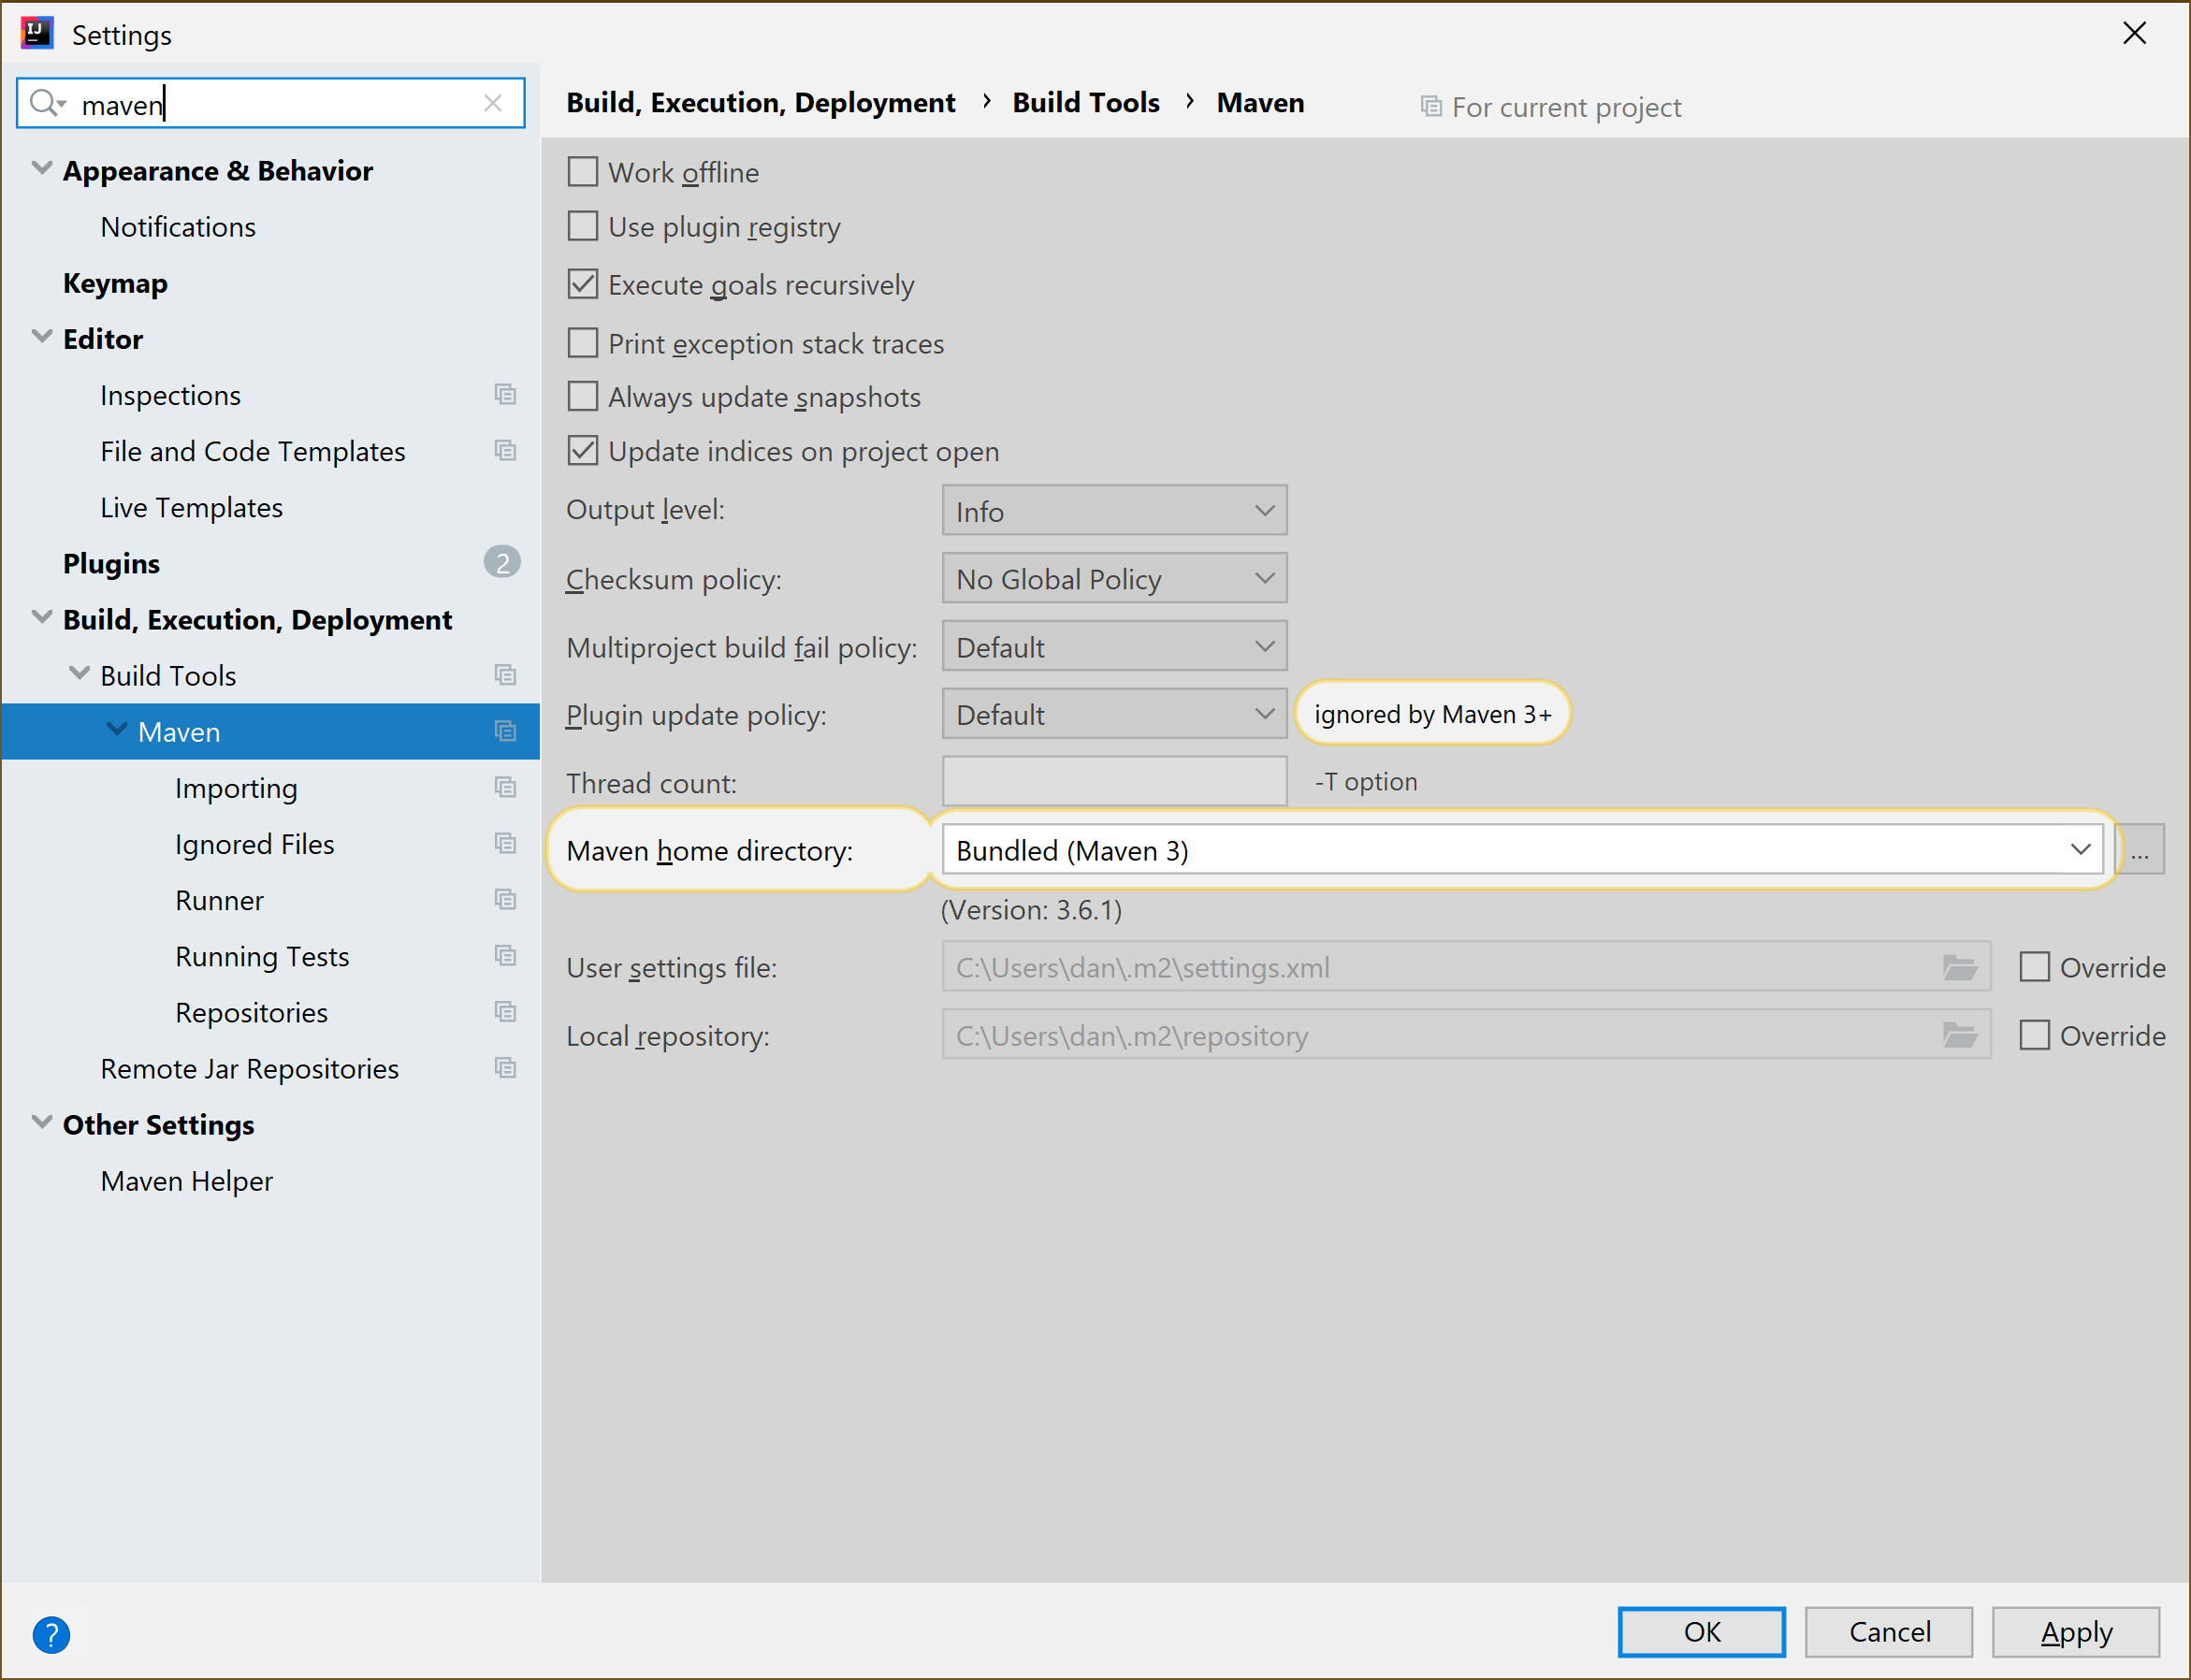 IJ
Settings
maven
Build, Execution, Deployment › Build Tools › Maven
For current project
Appearance & Behavior
Notifications
Keymap
Editor
Inspections
File and Code Templates
Live Templates
Plugins
2
Build, Execution, Deployment
Build Tools
Maven
Importing
Ignored Files
Runner
Running Tests
Repositories
Remote Jar Repositories
Other Settings
Maven Helper
Work offline
Use plugin registry
Execute goals recursively
Print exception stack traces
Always update snapshots
Update indices on project open
Output level: Info
Checksum policy: No Global Policy
Multiproject build fail policy: Default
Plugin update policy: Default ignored by Maven 3+
Thread count: -T option
Maven home directory: Bundled (Maven 3) ...
(Version: 3.6.1)
User settings file: C:\Users\dan\.m2\settings.xml Override
Local repository: C:\Users\dan\.m2\repository Override
? OK Cancel Apply